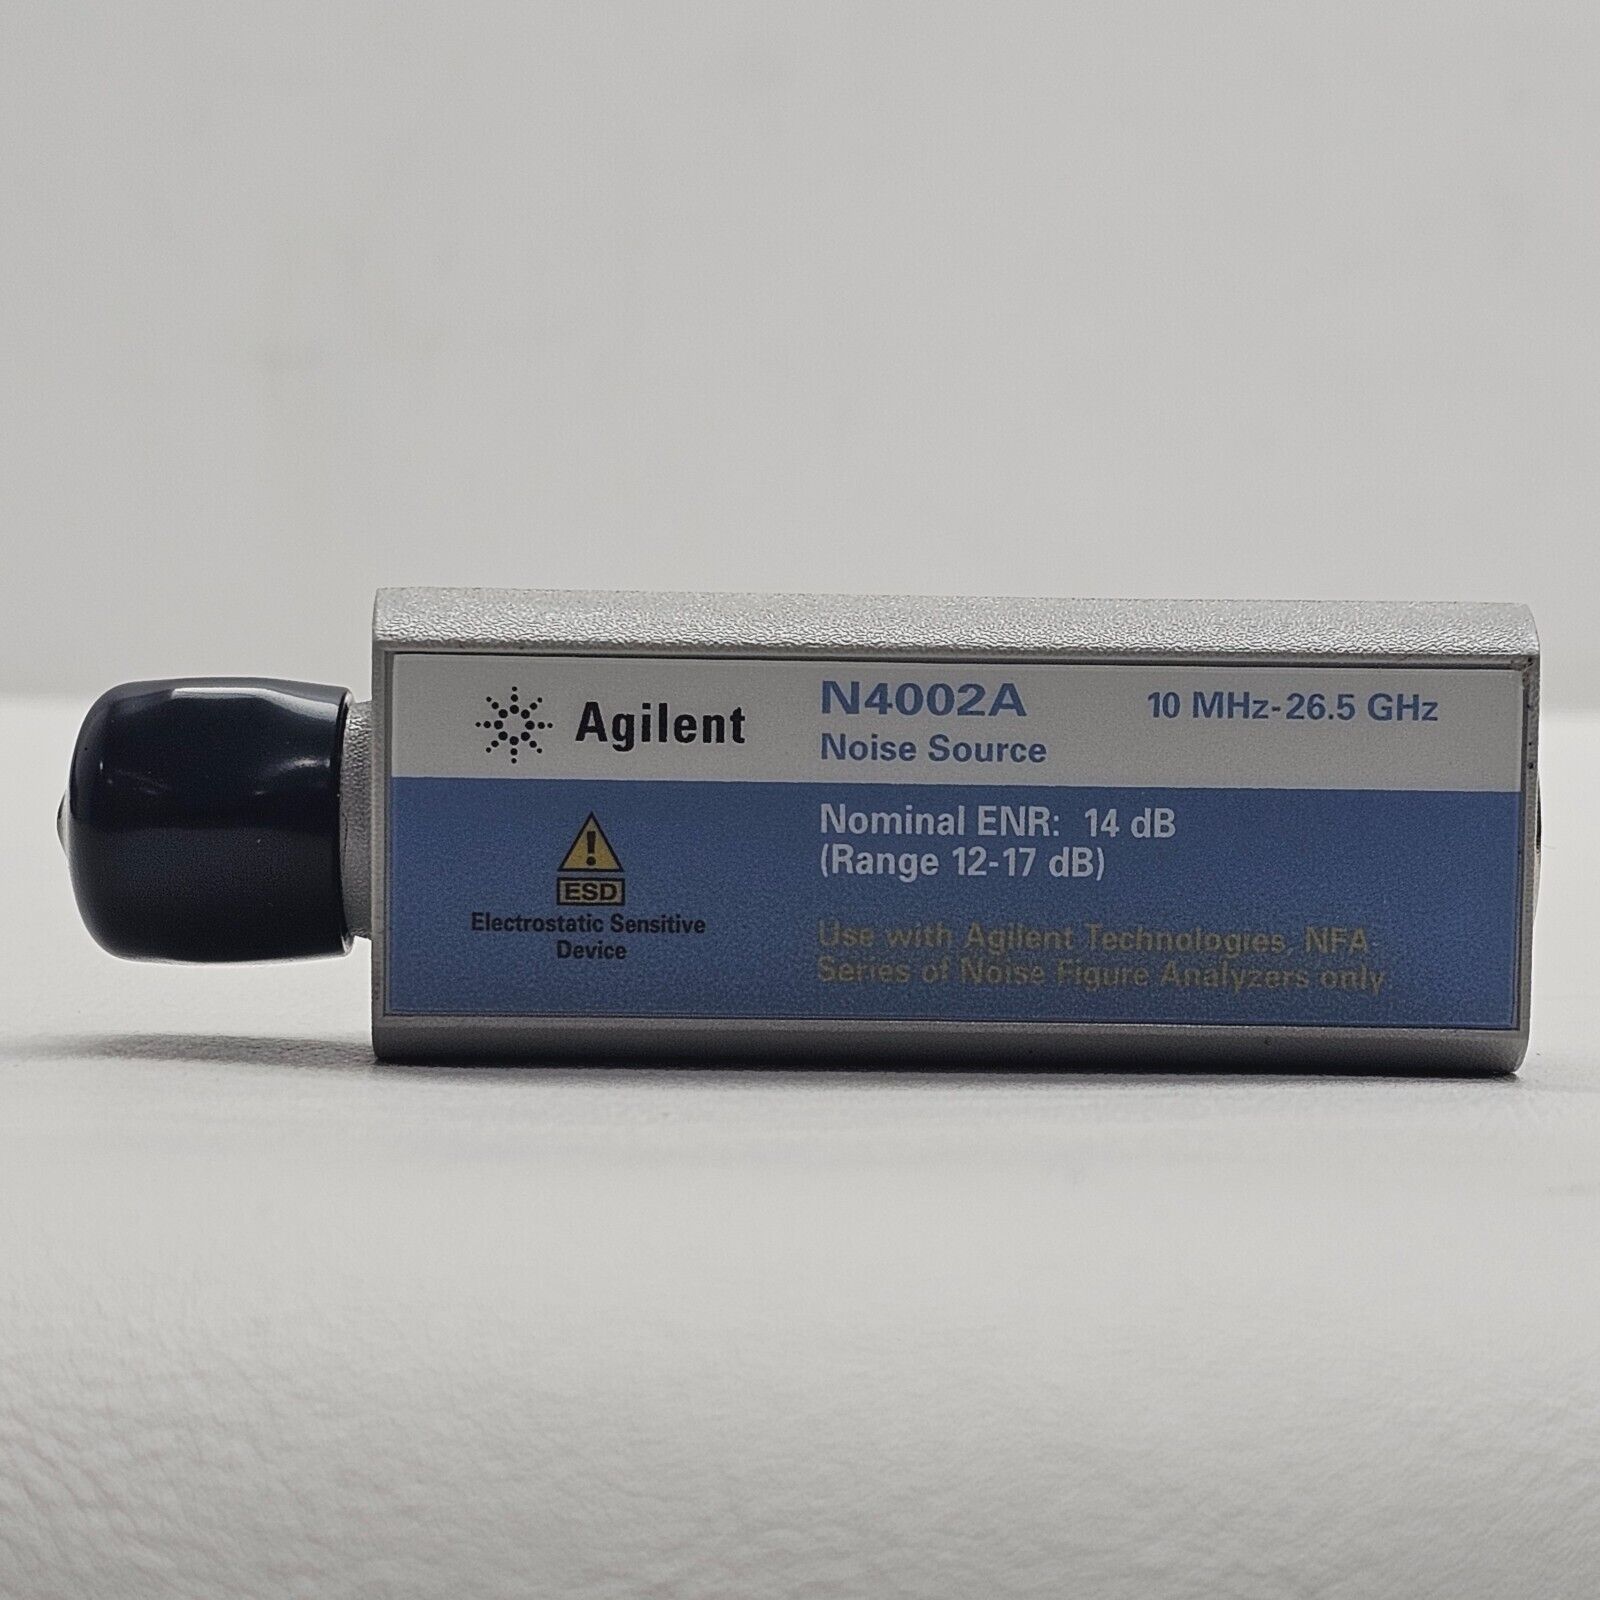 Agilent
N4002A
10 MHz-26.5 GHz
Noise Source
Nominal ENR: 14 dB
(Range 12-17 dB)
ESD
Electrostatic Sensitive
Device
Use with Agilent Technologies, NFA-
Series of Noise Figure Analyzers only.